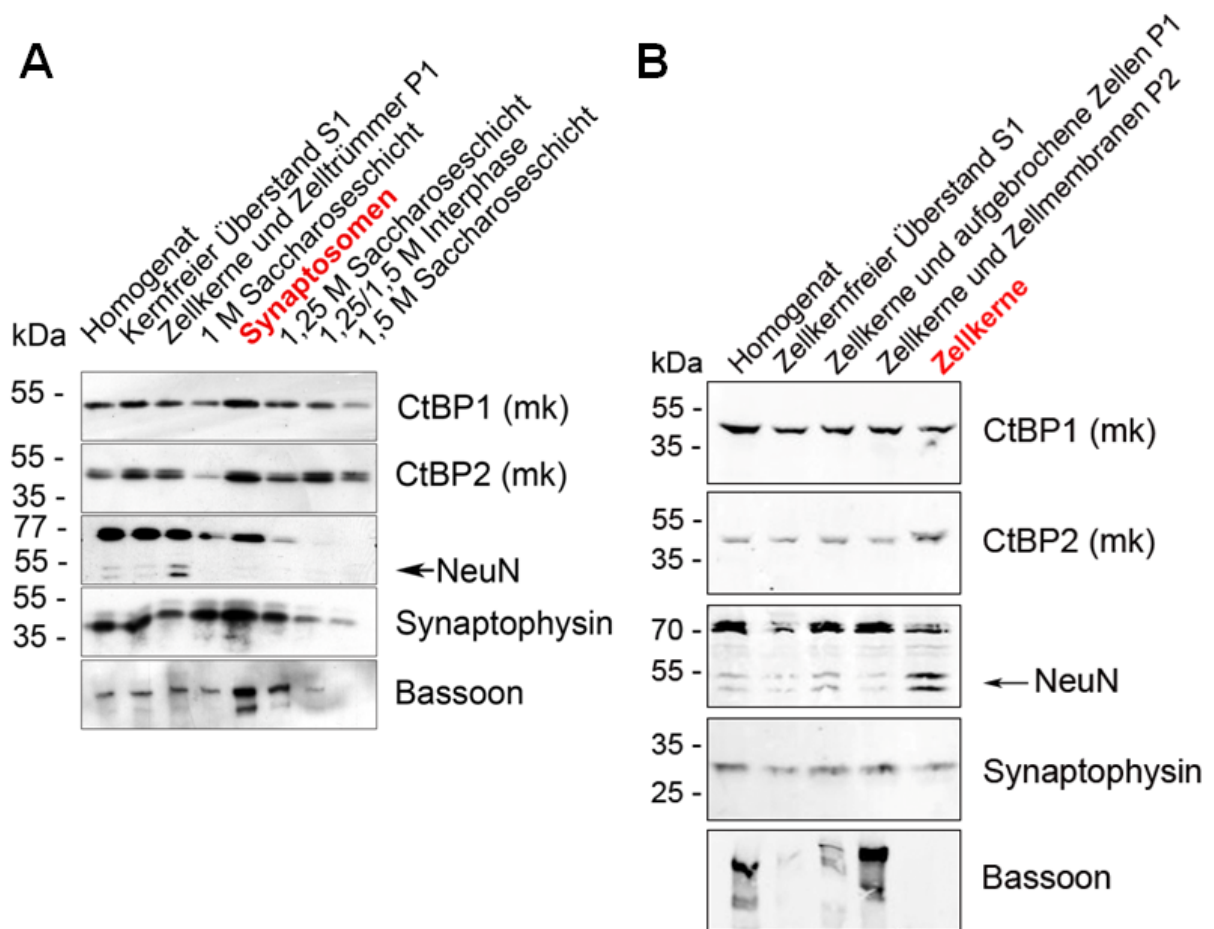 A
Homogenat
Kernfreier Überstand S1
Zellkerne und Zelltrümmer P1
1 M Saccharoseschicht
Synaptosomen
1,25 M Saccharoseschicht
1,25/1,5 M Interphase
1,5 M Saccharoseschicht
kDa
55 -
CtBP1 (mk)
55 -
35 -
CtBP2 (mk)
77 -
55 -
NeuN
55 -
35 -
Synaptophysin
Bassoon
B
Homogenat
Zellkernfreier Überstand S1
Zellkerne und aufgebrochene Zellen P1
Zellkerne und Zellmembranen P2
Zellkerne
kDa
55 -
35 -
CtBP1 (mk)
55 -
35 -
CtBP2 (mk)
70 -
55 -
NeuN
35 -
25 -
Synaptophysin
Bassoon